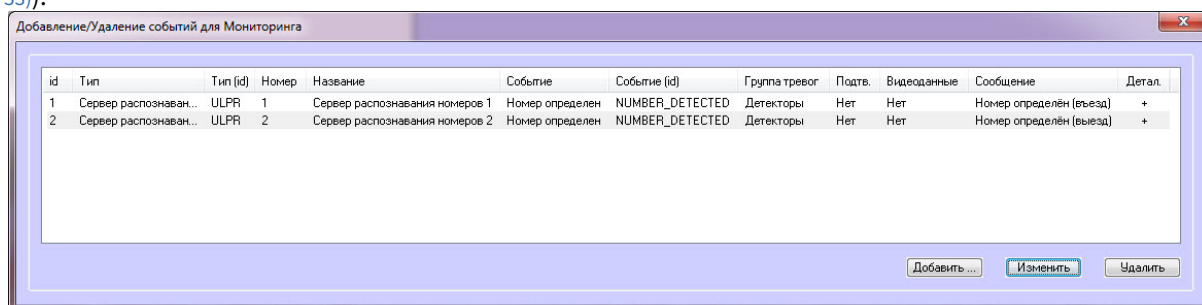 33)).
Добавление/Удаление событий для Мониторинга
x
id Тип Тип (id) Номер Название Событие Событие (id) Группа тревог Подтв. Видеоданные Сообщение Детал.
1 Сервер распознаван... ULPR 1 Сервер распознавания номеров 1 Номер определен NUMBER_DETECTED Детекторы Нет Нет Номер определён (въезд) +
2 Сервер распознаван... ULPR 2 Сервер распознавания номеров 2 Номер определен NUMBER_DETECTED Детекторы Нет Нет Номер определён (выезд) +
Добавить ... Изменить Удалить